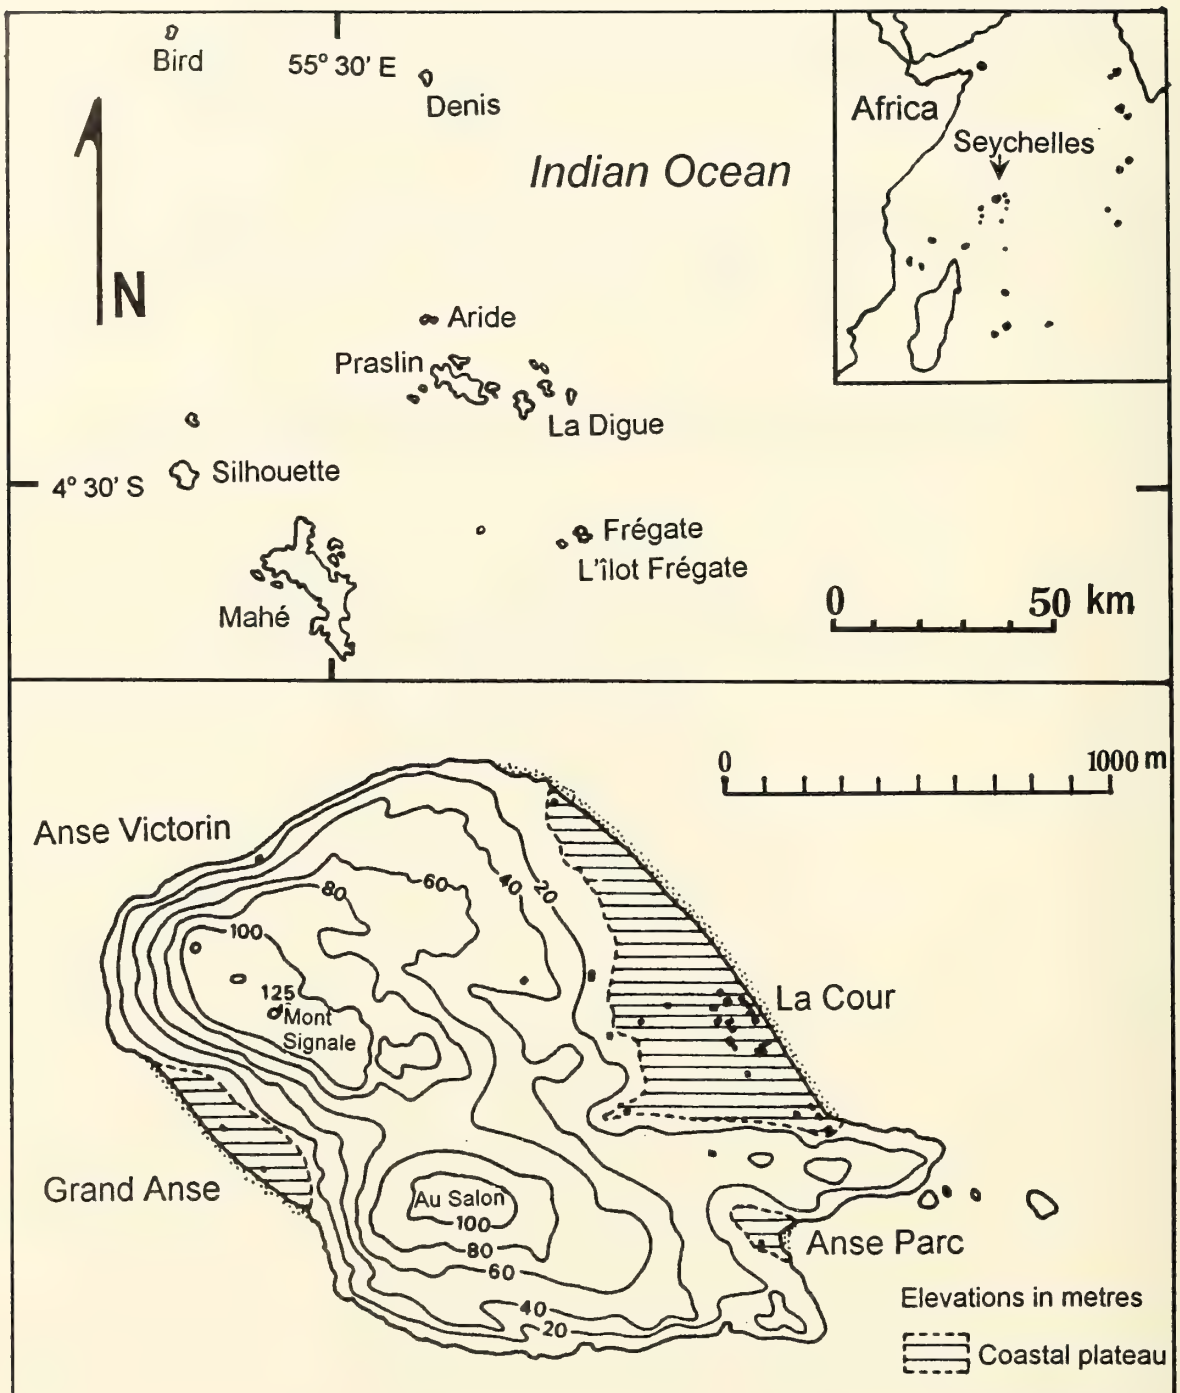 Bird
55° 30' E
Denis
Indian Ocean
N
Africa
Seychelles
Aride
Praslin
La Digue
4° 30' S
Silhouette
Frégate
L'îlot Frégate
Mahé
0 50 km
0 1000 m
Anse Victorin
80
60
40
20
100
125
Mont
Signale
La Cour
Grand Anse
Au Salon
100
80
60
40
20
Anse Parc
Elevations in metres
Coastal plateau